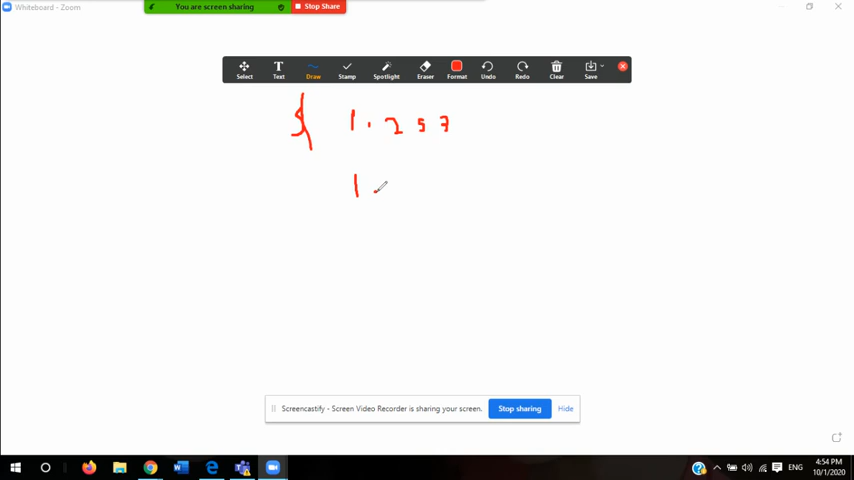 Whiteboard - Zoom
You are screen sharing
Stop Share
Select Text Draw Stamp Spotlight Eraser Format Undo Redo Clear Save
1.257
1.
Screencastify - Screen Video Recorder is sharing your screen. Stop sharing Hide
ENG
4:54 PM
10/1/2020